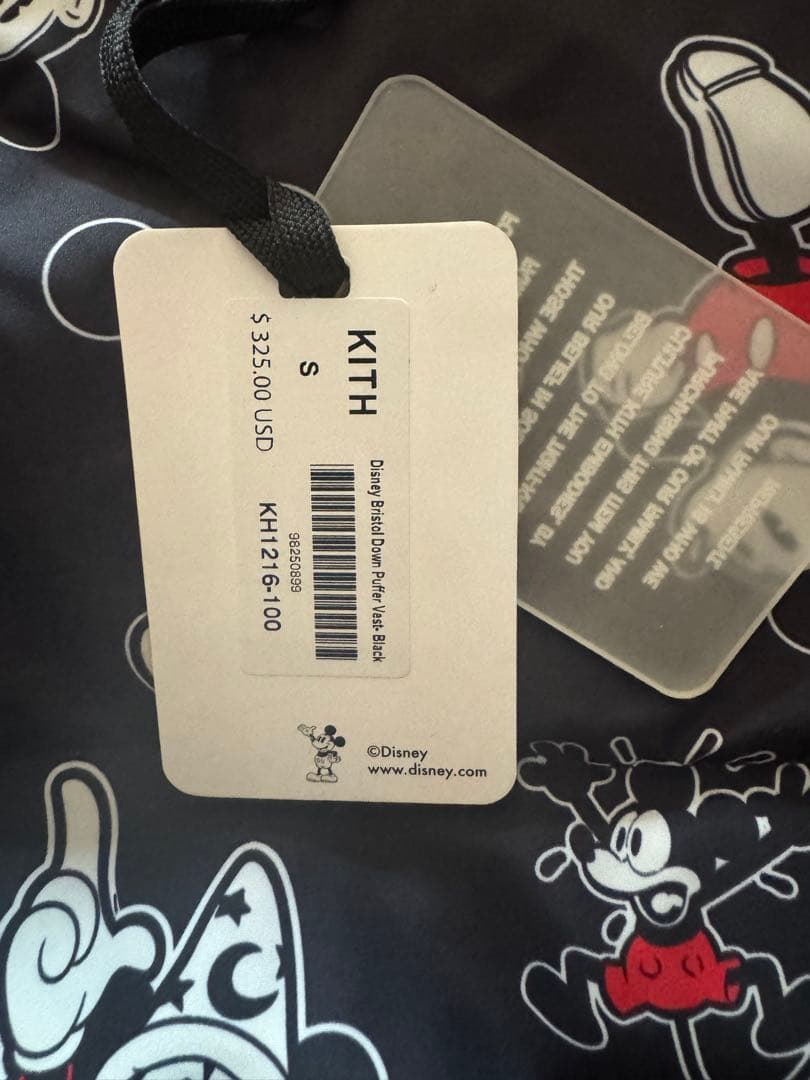 KITH
S
$ 325.00 USD
Disney Bristol Down Puffer Vest- Black
98250899
KH1216-100
©Disney
www.disney.com
THOSE WHO
OUR BELIEF IN
TO THE
CULTURE KITH EMBODIES. BY
PURCHASING THIS ITEM YOU
ARE PART OF OUR FAMILY AND
OUR FAMILY IS WHO WE